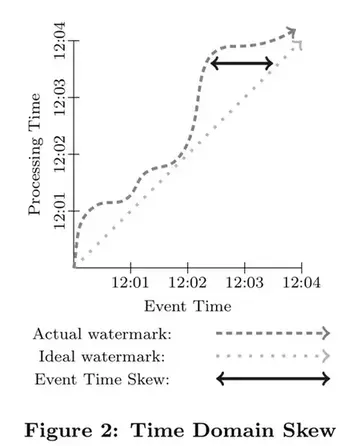 12:04
12:03
12:02
12:01
Processing Time
12:01 12:02 12:03 12:04
Event Time
Actual watermark:
Ideal watermark:
Event Time Skew:
Figure 2: Time Domain Skew